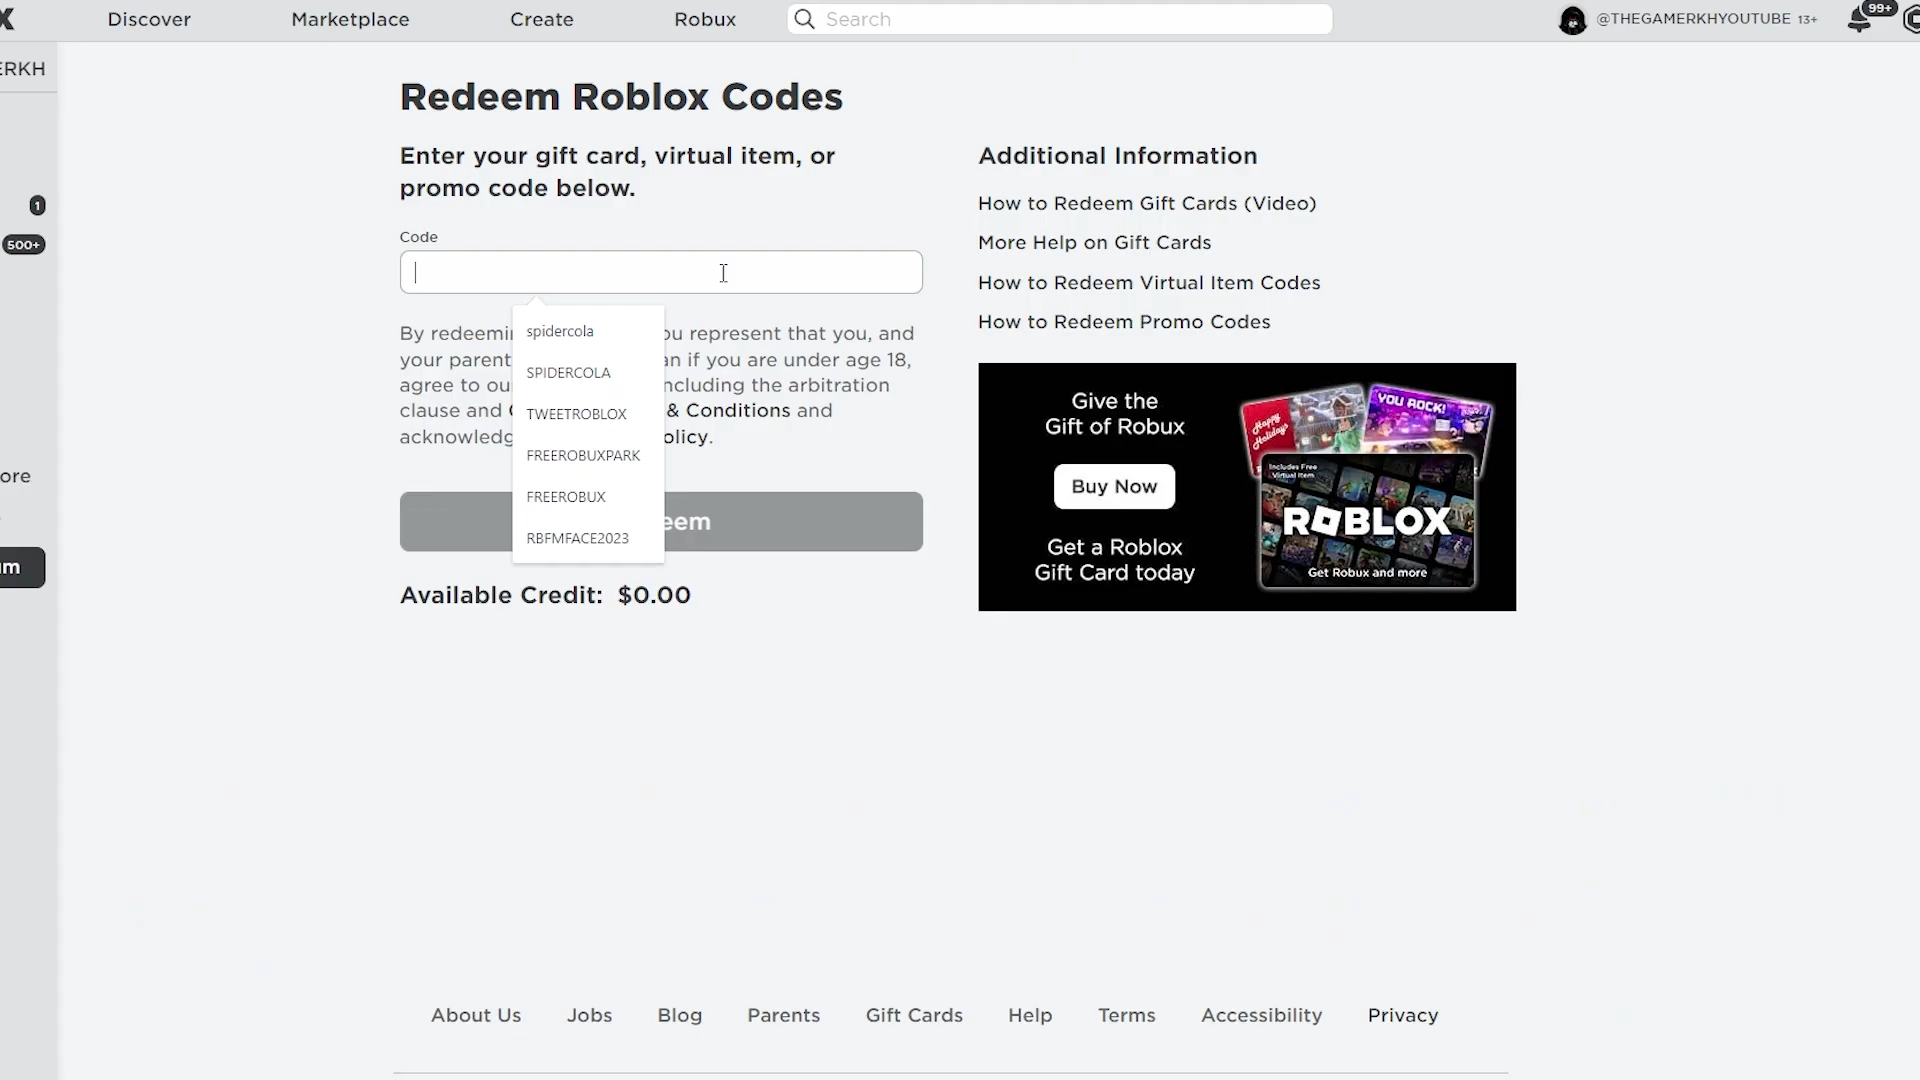 X
Discover
Marketplace
Create
Robux
Search
@THEGAMERKHYOUTUBE 13+
99+
ERKH
1
500+
ore
um
Redeem Roblox Codes
Enter your gift card, virtual item, or
promo code below.
Code
By redeemin ou represent that you, and
your parent an if you are under age 18,
agree to ou ncluding the arbitration
clause and & Conditions and
acknowledg olicy.
spidercola
SPIDERCOLA
TWEETROBLOX
FREEROBUXPARK
FREEROBUX
RBFMFACE2023
eem
Available Credit: $0.00
Additional Information
How to Redeem Gift Cards (Video)
More Help on Gift Cards
How to Redeem Virtual Item Codes
How to Redeem Promo Codes
Give the
Gift of Robux
Buy Now
Get a Roblox
Gift Card today
Happy
Holidays
YOU ROCK!
Includes Free
Virtual Item
ROBLOX
Get Robux and more
About Us
Jobs
Blog
Parents
Gift Cards
Help
Terms
Accessibility
Privacy